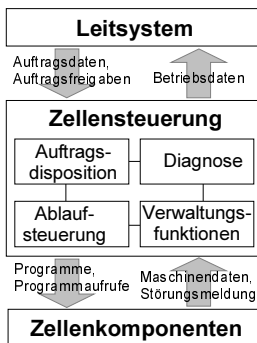 Leitsystem
Auftragsdaten,
Auftragsfreigaben
Betriebsdaten
Zellensteuerung
Auftrags-
disposition
Diagnose
Ablauf-
steuerung
Verwaltungs-
funktionen
Programme,
Programmaufrufe
Maschinendaten,
Störungsmeldung
Zellenkomponenten